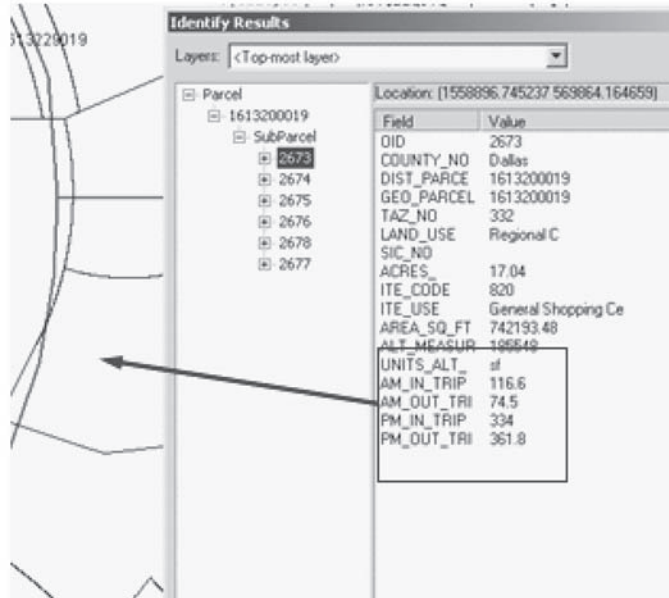 Identify Results
613229019
Layers: <Top-most layer>
Parcel
1613200019
SubParcel
2673
2674
2675
2676
2678
2677
Location: (1558896.745237 569864.164659)
Field Value
OID 2673
COUNTY_NO Dallas
DIST_PARCE 1613200019
GEO_PARCEL 1613200019
TAZ_NO 332
LAND_USE Regional C
SIC_NO
ACRES_ 17.04
ITE_CODE 820
ITE_USE General Shopping Ce
AREA_SQ_FT 742193.48
ALT_MEASUR 185548
UNITS_ALT_ sf
AM_IN_TRIP 116.6
AM_OUT_TRI 74.5
PM_IN_TRIP 334
PM_OUT_TRI 361.8